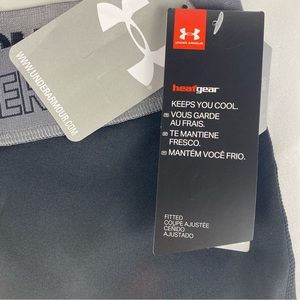 WWW.UNDERARMOUR.COM
UNDER ARMOUR
heatgear
KEEPS YOU COOL.
VOUS GARDE
AU FRAIS.
TE MANTIENE
FRESCO.
MANTÉM VOCÊ FRIO.
FITTED
COUPE AJUSTÉE
CEÑIDO
AJUSTADO